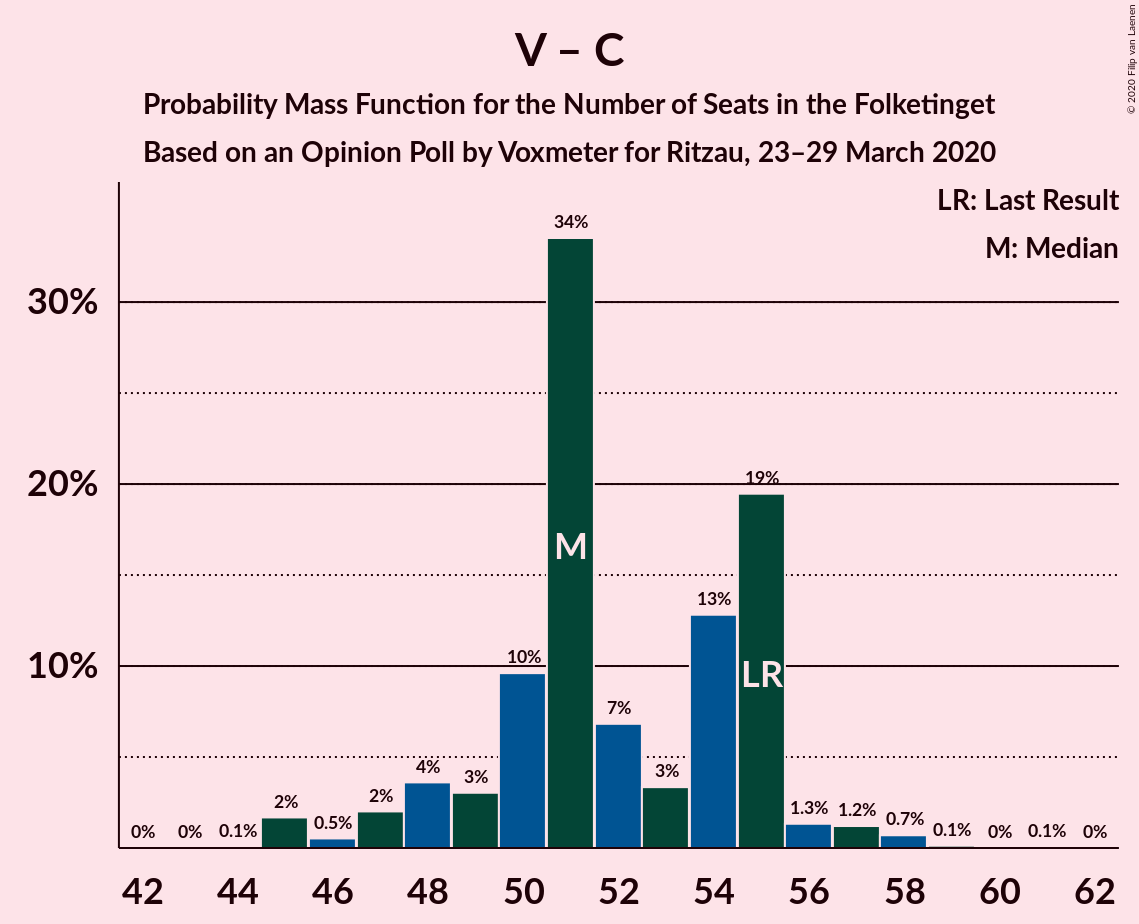 V – C
Probability Mass Function for the Number of Seats in the Folketinget
Based on an Opinion Poll by Voxmeter for Ritzau, 23–29 March 2020
© 2020 Filip van Laenen
LR: Last Result
M: Median
30%
20%
10%
0% 0% 0.1% 2% 0.5% 2% 4% 3% 10% 34% 7% 3% 13% 19% 1.3% 1.2% 0.7% 0.1% 0% 0.1% 0%
M
LR
42 44 46 48 50 52 54 56 58 60 62